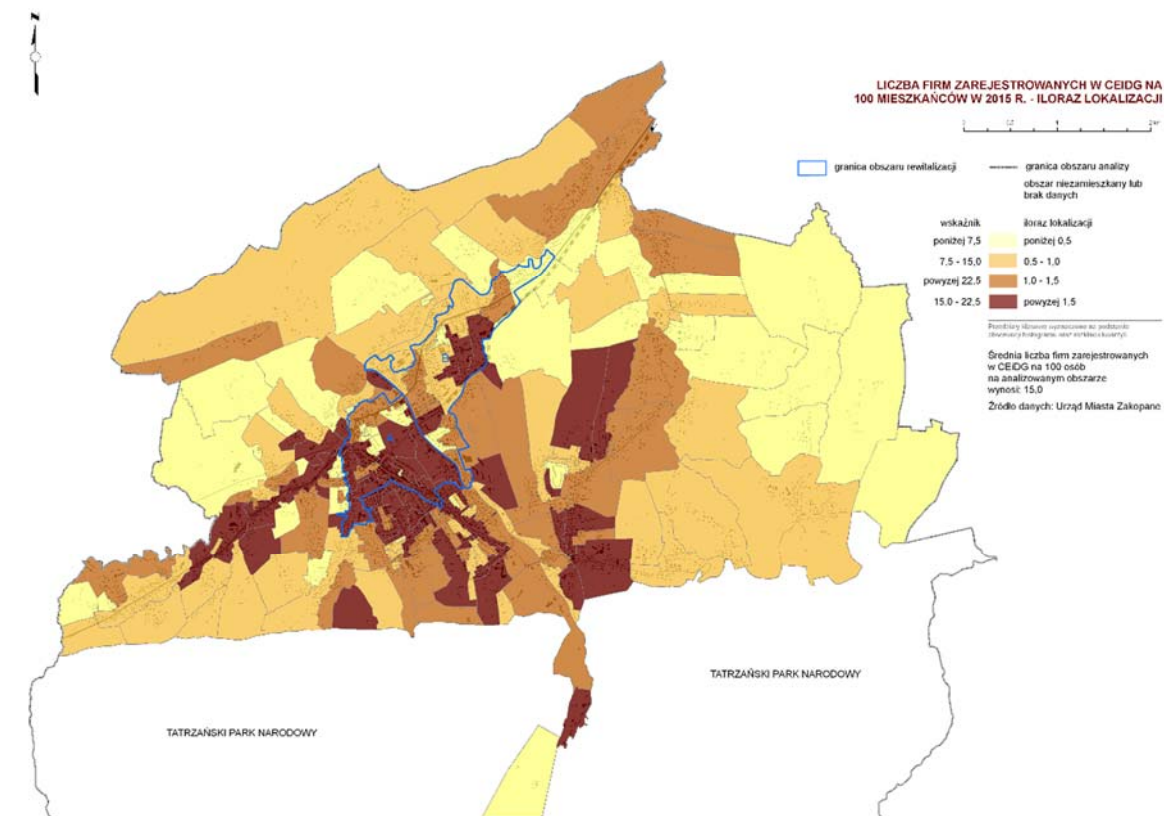 N
LICZBA FIRM ZAREJESTROWANYCH W CEIDG NA
100 MIESZKAŃCÓW W 2015 R. - ILORAZ LOKALIZACJI
granica obszaru rewitalizacji
granica obszaru analizy
obszar niezamieszkany lub
brak danych
wskaźnik iloraz lokalizacji
poniżej 7,5 poniżej 0,5
7,5 - 15,0 0,5 - 1,0
powyżej 22,5 1,0 - 1,5
15,0 - 22,5 powyżej 1,5
Średnia liczba firm zarejestrowanych
w CEiDG na 100 osób
na analizowanym obszarze
wynosi: 15,0
Źródło danych: Urząd Miasta Zakopane
TATRZAŃSKI PARK NARODOWY
TATRZAŃSKI PARK NARODOWY